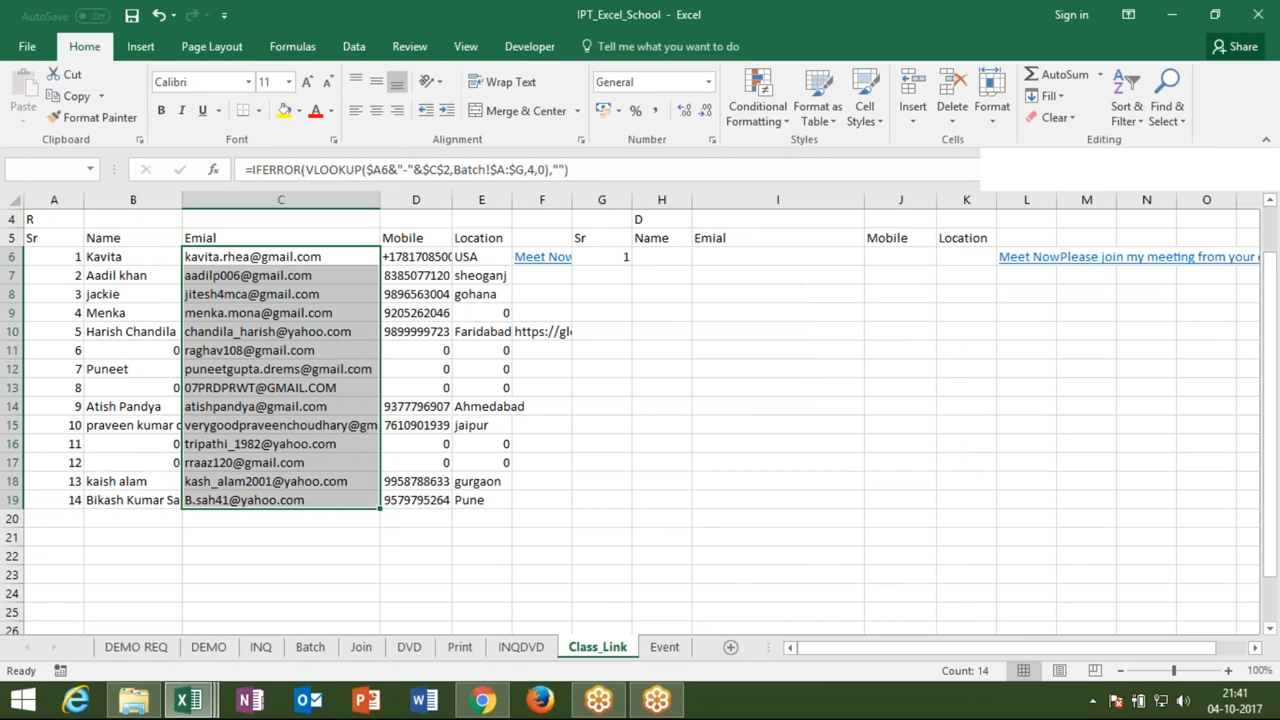 AutoSave Off IPT_Excel_School - Excel Sign in
File Home Insert Page Layout Formulas Data Review View Developer Tell me what you want to do Share
Cut Calibri 11 Wrap Text General AutoSum
Paste Copy Conditional Format as Cell Insert Delete Format Fill Sort & Find &
Format Painter B I U Merge & Center % , Formatting Table Styles Clear Filter Select
Clipboard Font Alignment Number Styles Cells Editing
fx =IFERROR(VLOOKUP($A6&"-"&$C$2,Batch!$A:$G,4,0),"")
A B C D E F G H I J K L M N O
4 R D
5 Sr Name Emial Mobile Location Sr Name Emial Mobile Location
6 1 Kavita kavita.rhea@gmail.com +1781708500 USA Meet Now 1 Meet NowPlease join my meeting from your
7 2 Aadil khan aadilp006@gmail.com 8385077120 sheoganj
8 3 jackie jitesh4mca@gmail.com 9896563004 gohana
9 4 Menka menka.mona@gmail.com 9205262046 0
10 5 Harish Chandila chandila_harish@yahoo.com 9899999723 Faridabad https://gl
11 6 0 raghav108@gmail.com 0 0
12 7 Puneet puneetgupta.drems@gmail.com 0 0
13 8 0 07PRDPRWT@GMAIL.COM 0 0
14 9 Atish Pandya atishpandya@gmail.com 9377796907 Ahmedabad
15 10 praveen kumar verygoodpraveenchoudhary@gm 7610901939 jaipur
16 11 0 tripathi_1982@yahoo.com 0 0
17 12 0 rraaz120@gmail.com 0 0
18 13 kaish alam kash_alam2001@yahoo.com 9958788633 gurgaon
19 14 Bikash Kumar Sa B.sah41@yahoo.com 9579795264 Pune
20
21
22
23
24
25
26
DEMO REQ DEMO INQ Batch Join DVD Print INQDVD Class_Link Event
Ready Count: 14 100%
21:41
04-10-2017